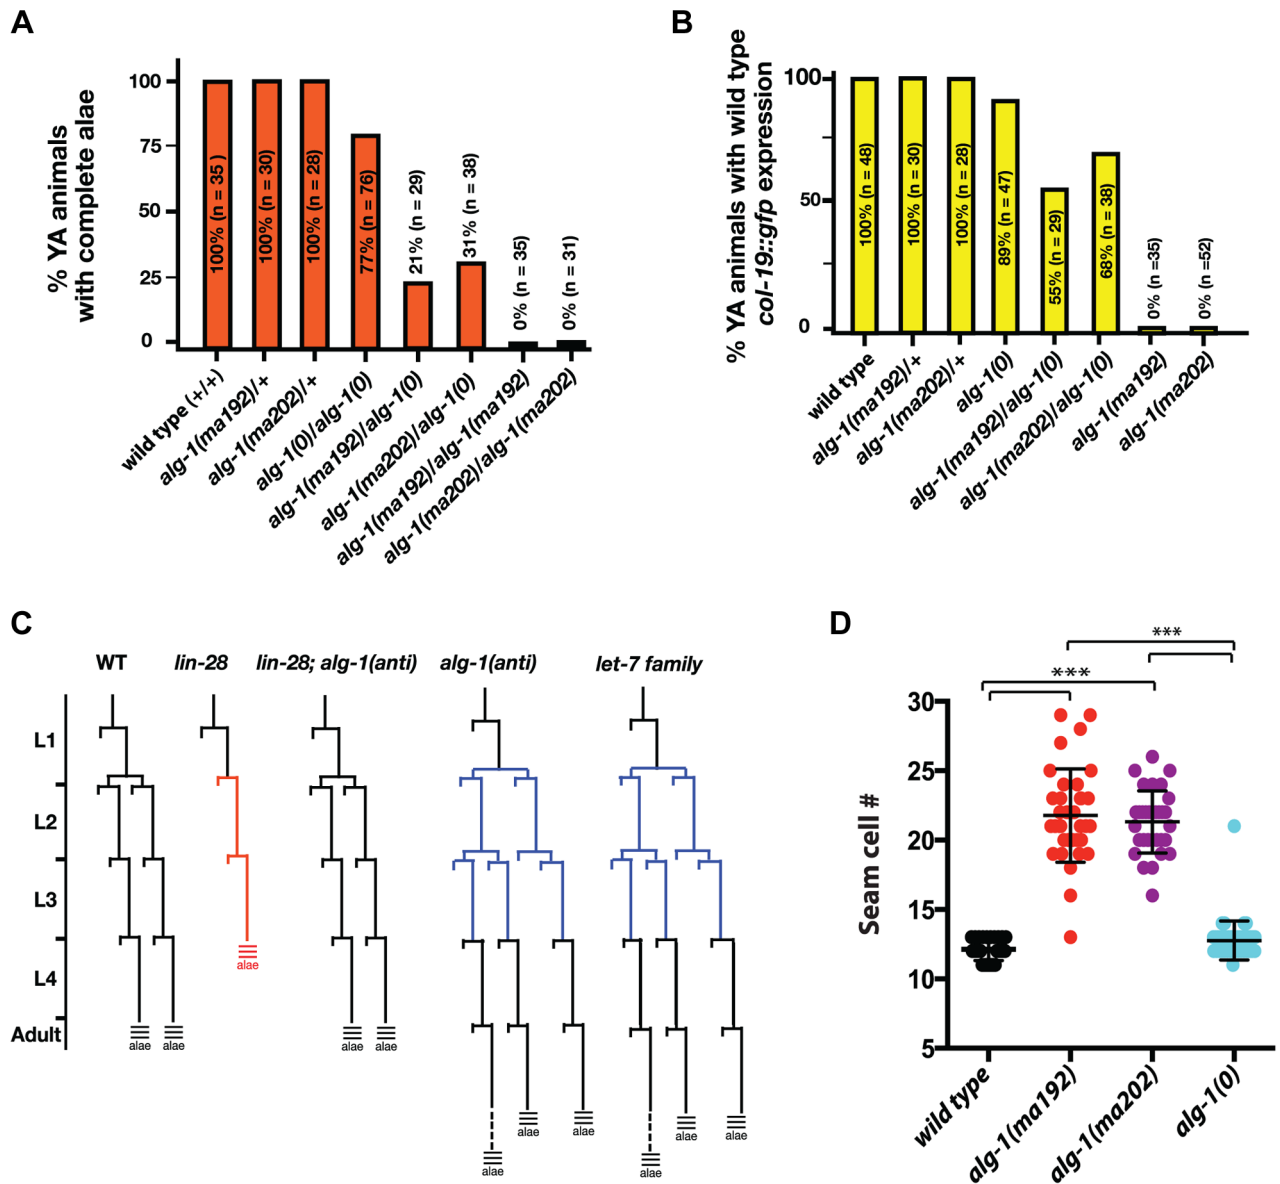 A
% YA animals
with complete alae
100
75
50
25
0
100% (n = 35 )
100% (n = 30)
100% (n = 28)
77% (n = 76)
21% (n = 29)
31% (n = 38)
0% (n = 35)
0% (n = 31)
wild type (+/+)
alg-1(ma192)/+
alg-1(ma202)/+
alg-1(0)/alg-1(0)
alg-1(ma192)/alg-1(0)
alg-1(ma202)/alg-1(0)
alg-1(ma192)/alg-1(ma192)
alg-1(ma202)/alg-1(ma202)
B
% YA animals with wild type
col-19::gfp expression
100
50
0
100% (n = 48)
100% (n = 30)
100% (n = 28)
89% (n = 47)
55% (n = 29)
68% (n = 38)
0% (n =35)
0% (n =52)
wild type
alg-1(ma192)/+
alg-1(ma202)/+
alg-1(0)
alg-1(ma192)/alg-1(0)
alg-1(ma202)/alg-1(0)
alg-1(ma192)
alg-1(ma202)
C
WT
lin-28
lin-28; alg-1(anti)
alg-1(anti)
let-7 family
L1
L2
L3
L4
Adult
alae
alae
alae
alae
alae
alae
alae
alae
alae
alae
alae
D
***
***
Seam cell #
30
25
20
15
10
5
wild type
alg-1(ma192)
alg-1(ma202)
alg-1(0)